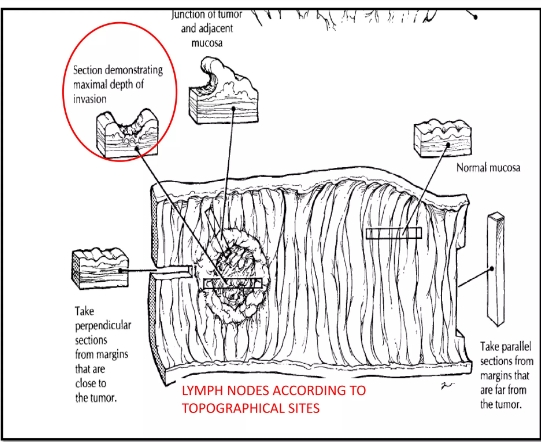 Junction of tumor
and adjacent
mucosa
Section demonstrating
maximal depth of
invasion
Normal mucosa
Take
perpendicular
sections
from margins
that are
close to
the tumor.
Take parallel
sections from
margins that
are far from
the tumor.
LYMPH NODES ACCORDING TO
TOPOGRAPHICAL SITES